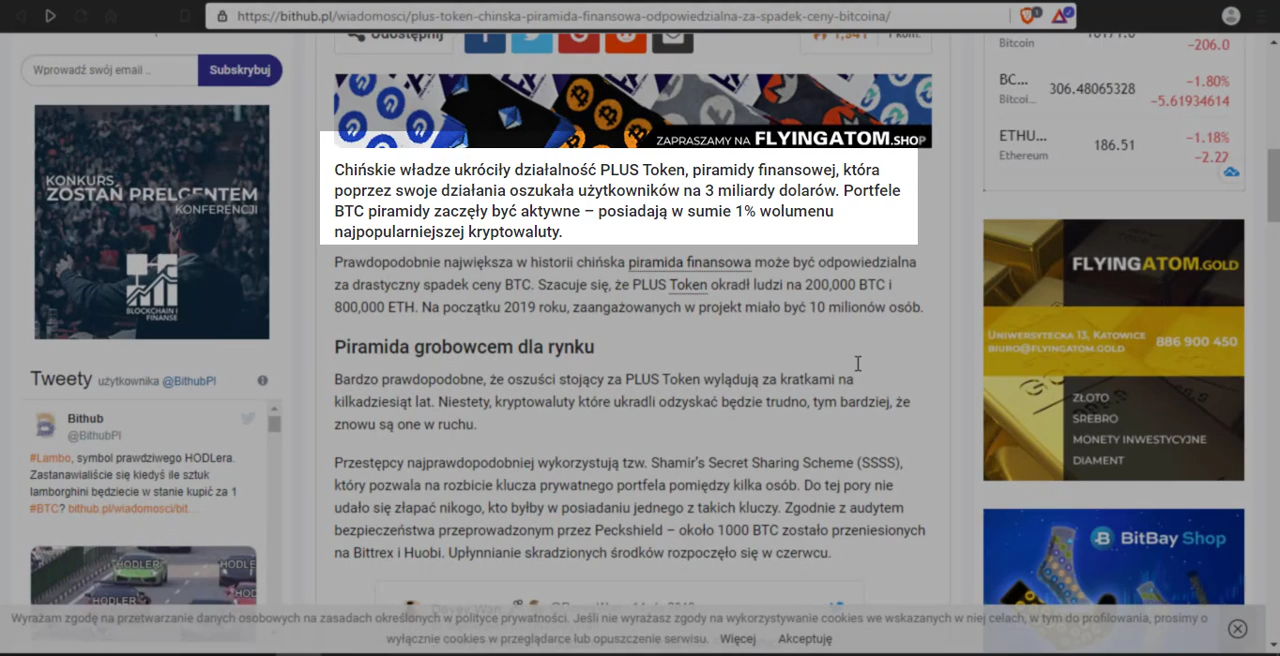 https://bithub.pl/wiadomosci/plus-token-chinska-piramida-finansowa-odpowiedzialna-za-spadek-ceny-bitcoina/
Udostępnij
1 kom.
Wprowadź swój email ..
Subskrybuj
KONKURS
ZOSTAŃ PRELEGENTEM
KONFERENCJI
BLOCKCHAIN I
FINANSE
Tweety użytkownika @BithubPl
Bithub
@BithubPl
#Lambo, symbol prawdziwego HODLera.
Zastanawialiście się kiedyś ile sztuk
lamborghini będziecie w stanie kupić za 1
#BTC? bithub.pl/wiadomosci/bit…
HODLER
HODLE
HODLER
ZAPRASZAMY NA FLYINGATOM.SHOP
Chińskie władze ukróciły działalność PLUS Token, piramidy finansowej, która
poprzez swoje działania oszukała użytkowników na 3 miliardy dolarów. Portfele
BTC piramidy zaczęły być aktywne – posiadają w sumie 1% wolumenu
najpopularniejszej kryptowaluty.
Prawdopodobnie największa w historii chińska piramida finansowa może być odpowiedzialna
za drastyczny spadek ceny BTC. Szacuje się, że PLUS Token okradł ludzi na 200,000 BTC i
800,000 ETH. Na początku 2019 roku, zaangażowanych w projekt miało być 10 milionów osób.
Piramida grobowcem dla rynku
Bardzo prawdopodobne, że oszuści stojący za PLUS Token wylądują za kratkami na
kilkadziesiąt lat. Niestety, kryptowaluty które ukradli odzyskać będzie trudno, tym bardziej, że
znowu są one w ruchu.
Przestępcy najprawdopodobniej wykorzystują tzw. Shamir's Secret Sharing Scheme (SSSS),
który pozwala na rozbicie klucza prywatnego portfela pomiędzy kilka osób. Do tej pory nie
udało się złapać nikogo, kto byłby w posiadaniu jednego z takich kluczy. Zgodnie z audytem
bezpieczeństwa przeprowadzonym przez Peckshield – około 1000 BTC zostało przeniesionych
na Bittrex i Huobi. Upłynnianie skradzionych środków rozpoczęło się w czerwcu.
Bitcoin
−206.0
BC...
Bitcoi...
306.48065328
−1.80%
−5.61934614
ETHU...
Ethereum
186.51
−1.18%
−2.22
FLYINGATOM.GOLD
Uniwersytecka 13, Katowice
biuro@flyingatom.gold
886 900 450
ZŁOTO
SREBRO
MONETY INWESTYCYJNE
DIAMENT
BitBay Shop
Wyrażam zgodę na przetwarzanie danych osobowych na zasadach określonych w polityce prywatności. Jeśli nie wyrażasz zgody na wykorzystywanie cookies we wskazanych w niej celach, w tym do profilowania, prosimy o
wyłącznie cookies w przeglądarce lub opuszczenie serwisu. Więcej Akceptuję